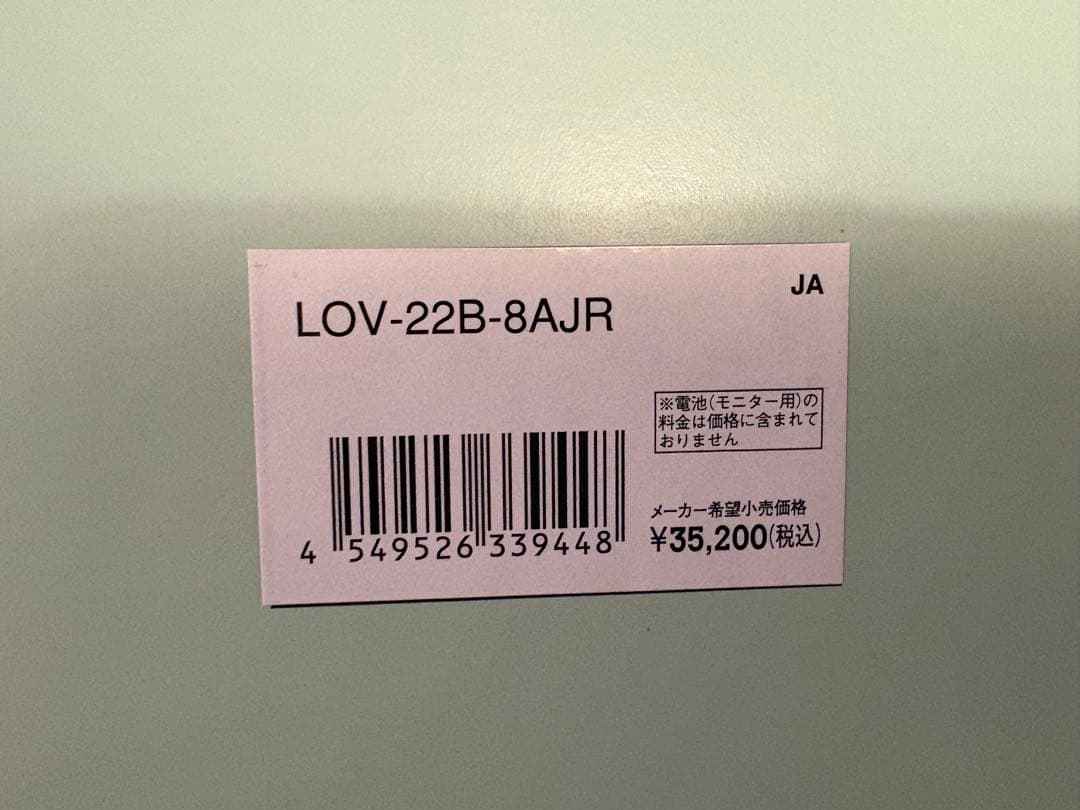 JA
LOV-22B-8AJR
※電池(モニター用)の
料金は価格に含まれて
おりません
メーカー希望小売価格
¥35,200(税込)
4 549526 339448